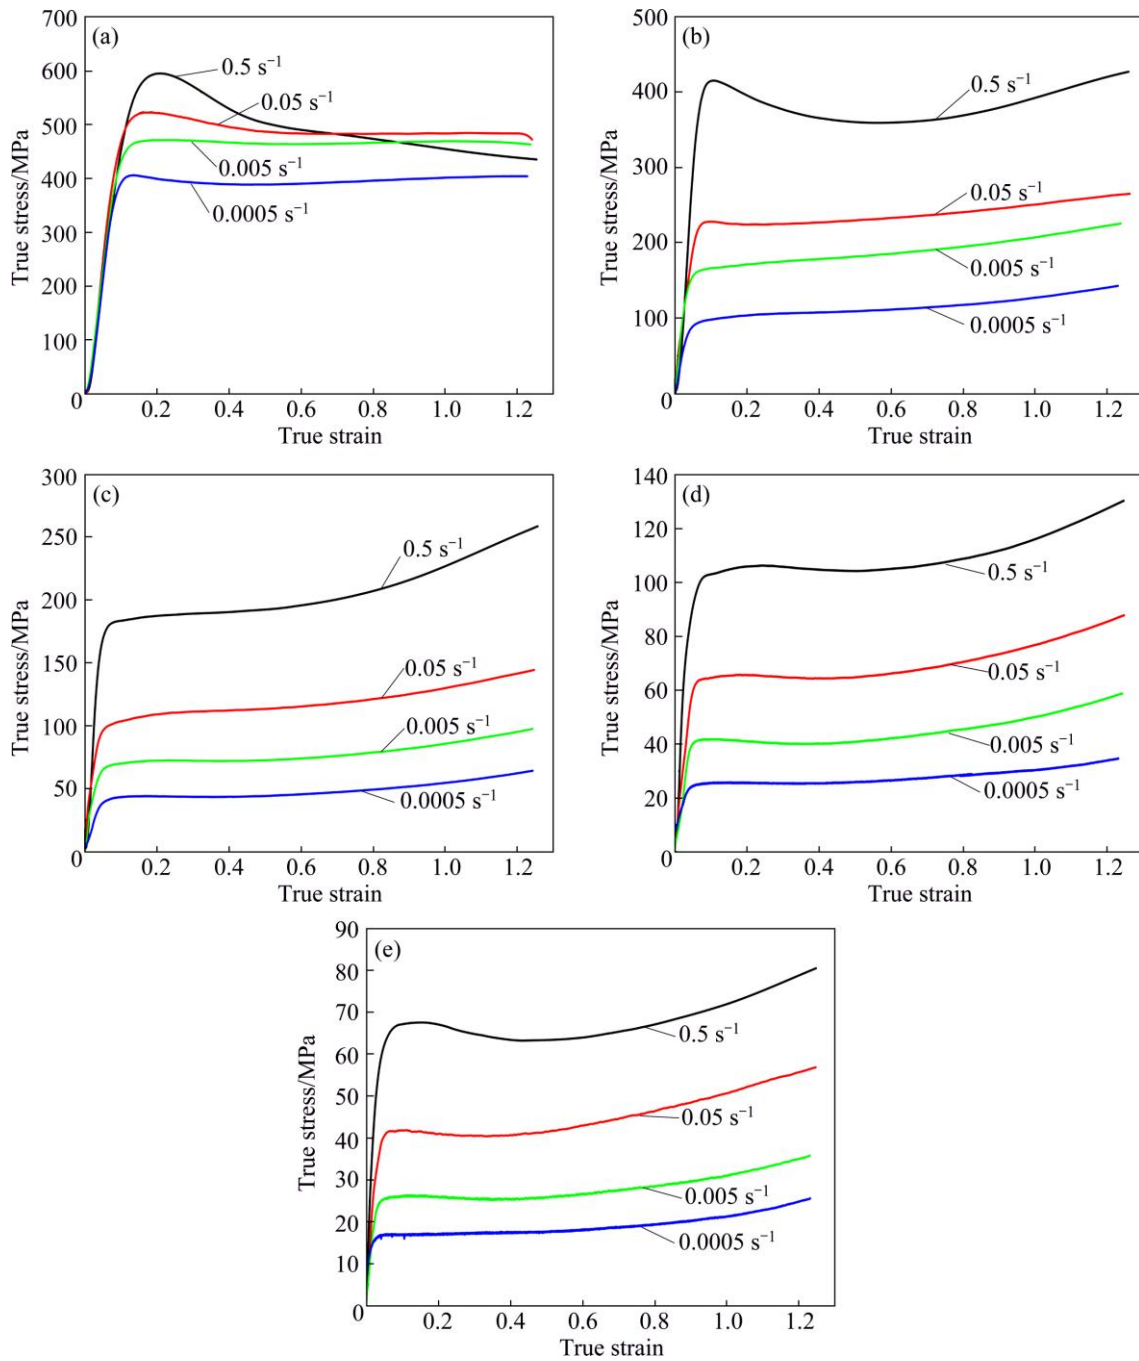 (a)
700
600
500
400
300
200
100
0
True stress/MPa
0.5 s⁻¹
0.05 s⁻¹
0.005 s⁻¹
0.0005 s⁻¹
0.2 0.4 0.6 0.8 1.0 1.2
True strain
(b)
500
400
300
200
100
0
True stress/MPa
0.5 s⁻¹
0.05 s⁻¹
0.005 s⁻¹
0.0005 s⁻¹
0.2 0.4 0.6 0.8 1.0 1.2
True strain
(c)
300
250
200
150
100
50
0
True stress/MPa
0.5 s⁻¹
0.05 s⁻¹
0.005 s⁻¹
0.0005 s⁻¹
0.2 0.4 0.6 0.8 1.0 1.2
True strain
(d)
140
120
100
80
60
40
20
0
True stress/MPa
0.5 s⁻¹
0.05 s⁻¹
0.005 s⁻¹
0.0005 s⁻¹
0.2 0.4 0.6 0.8 1.0 1.2
True strain
(e)
90
80
70
60
50
40
30
20
10
0
True stress/MPa
0.5 s⁻¹
0.05 s⁻¹
0.005 s⁻¹
0.0005 s⁻¹
0.2 0.4 0.6 0.8 1.0 1.2
True strain